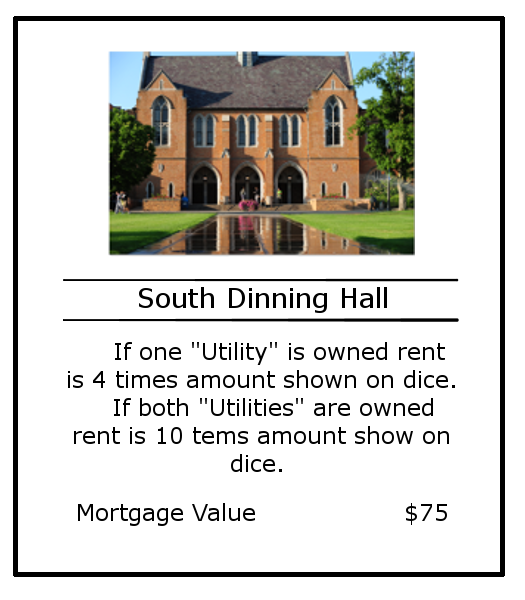 South Dinning Hall
If one "Utility" is owned rent
is 4 times amount shown on dice.
If both "Utilities" are owned
rent is 10 tems amount show on
dice.
Mortgage Value $75